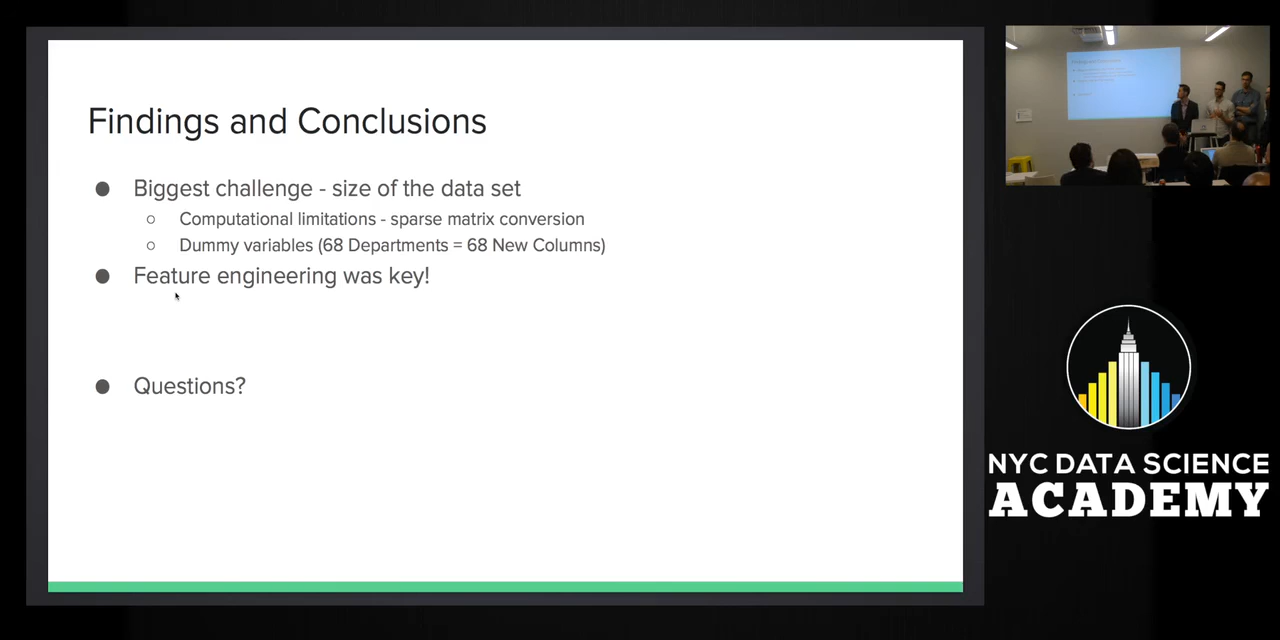 Findings and Conclusions
● Biggest challenge - size of the data set
○ Computational limitations - sparse matrix conversion
○ Dummy variables (68 Departments = 68 New Columns)
● Feature engineering was key!
● Questions?
NYC DATA SCIENCE
ACADEMY